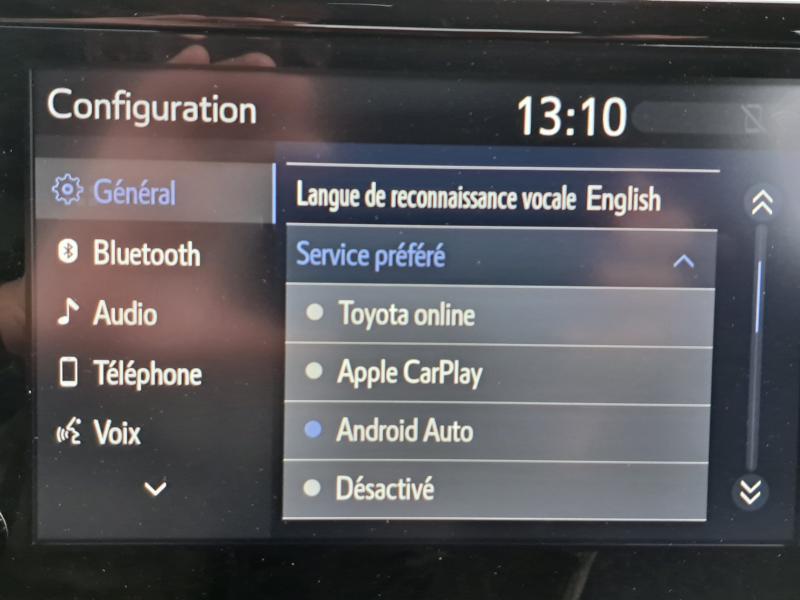 Configuration
13:10
Général
Bluetooth
Audio
Téléphone
Voix
Langue de reconnaissance vocale English
Service préféré
Toyota online
Apple CarPlay
Android Auto
Désactivé